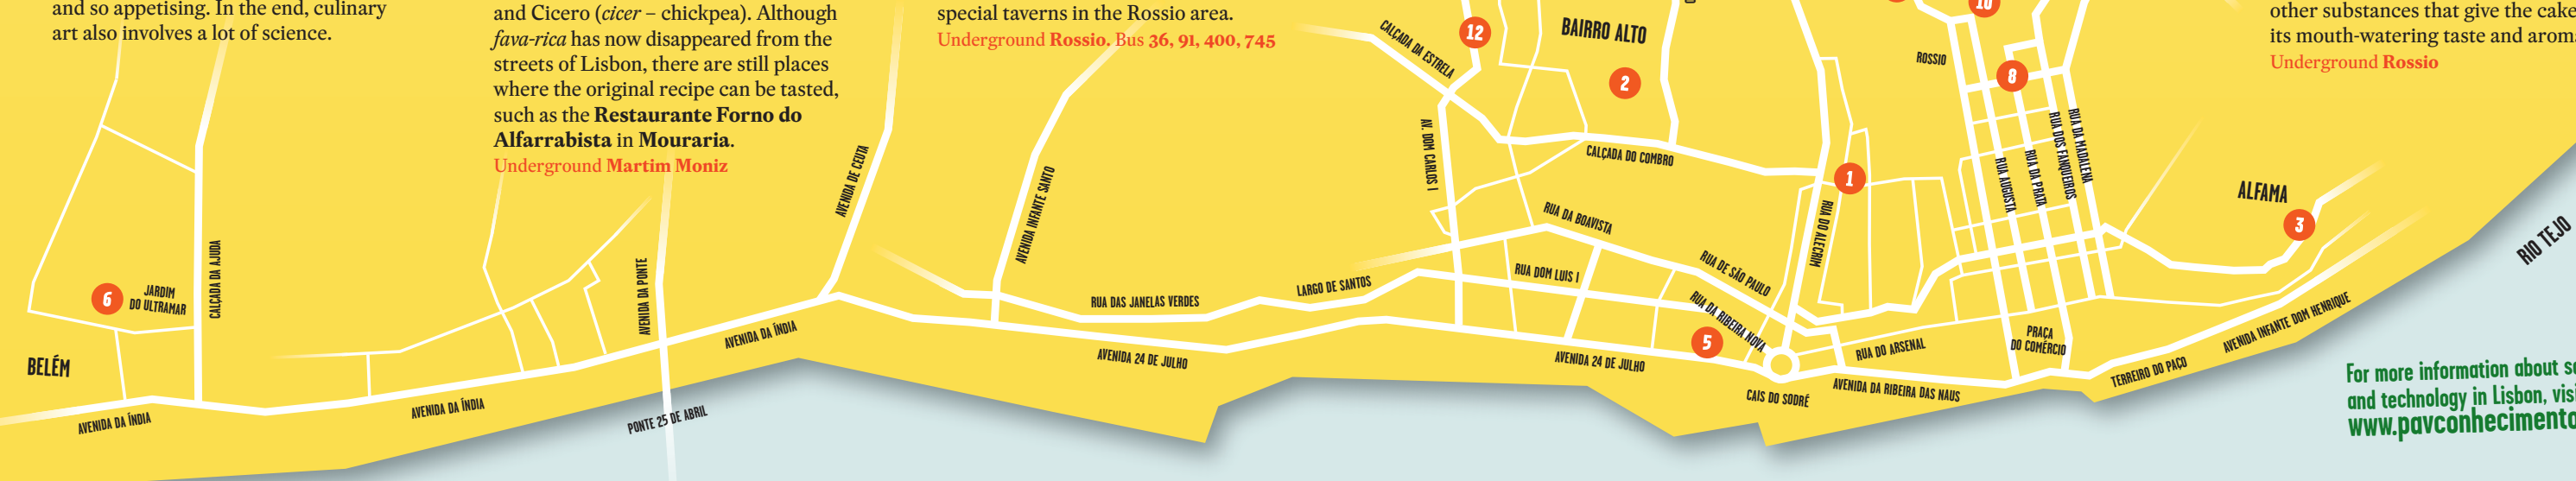 and so appetising. In the end, culinary
art also involves a lot of science.
and Cicero (cicer – chickpea). Although
fava-rica has now disappeared from the
streets of Lisbon, there are still places
where the original recipe can be tasted,
such as the Restaurante Forno do
Alfarrabista in Mouraria.
Underground Martim Moniz
special taverns in the Rossio area.
Underground Rossio. Bus 36, 91, 400, 745
other substances that give the cake
its mouth-watering taste and aroma
Underground Rossio
CALÇADA DA ESTRELA
12
BAIRRO ALTO
2
10
ROSSIO
8
AV. DOM CARLOS I
CALÇADA DO COMBRO
1
RUA DO ALECRIM
RUA AUGUSTA
RUA DA PRATA
RUA DOS FANQUEIROS
RUA DA MADALENA
ALFAMA
3
RIO TEJO
AVENIDA DE CEUTA
AVENIDA INFANTE SANTO
CALÇADA DA AJUDA
6
JARDIM
DO ULTRAMAR
BELÉM
AVENIDA DA PONTE
RUA DA BOAVISTA
RUA DOM LUIS I
RUA DE SÃO PAULO
RUA DA RIBEIRA NOVA
5
LARGO DE SANTOS
RUA DAS JANELAS VERDES
AVENIDA DA ÍNDIA
AVENIDA 24 DE JULHO
AVENIDA 24 DE JULHO
RUA DO ARSENAL
PRAÇA
DO COMÉRCIO
AVENIDA INFANTE DOM HENRIQUE
TERREIRO DO PAÇO
CAIS DO SODRÉ
AVENIDA DA RIBEIRA DAS NAUS
AVENIDA DA ÍNDIA
AVENIDA DA ÍNDIA
PONTE 25 DE ABRIL
For more information about
and technology in Lisbon,
www.pavconhecimento